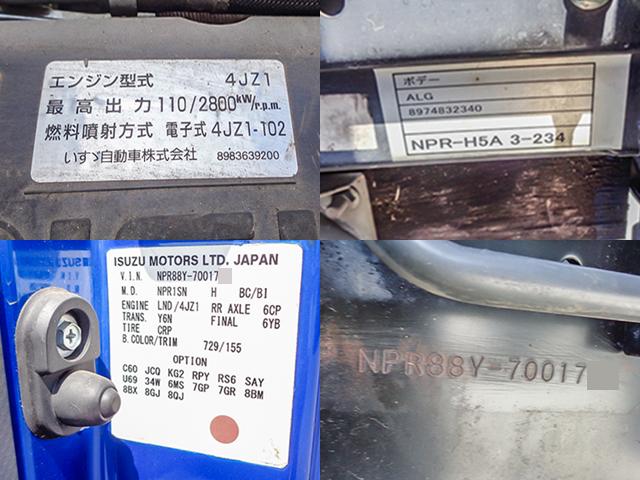 エンジン型式 4JZ1
最高出力 110/2800kW/r.p.m.
燃料噴射方式 電子式 4JZ1-T02
いすゞ自動車株式会社 8983639200
ボデー
ALG
8974832340
NPR-H5A 3-234
ISUZU MOTORS LTD. JAPAN
V.I.N. NPR88Y-70017
M.D. NPR1SN H BC/BI
ENGINE LND/4JZ1 RR AXLE 6CP
TRANS. Y6N FINAL 6YB
TIRE CRP
B.COLOR/TRIM 729/155
OPTION
C60 JCQ KG2 RPY RS6 SAY
U69 34W 6MS 7GP 7GR 8BM
8BX 8GJ 8QJ
NPR88Y-70017